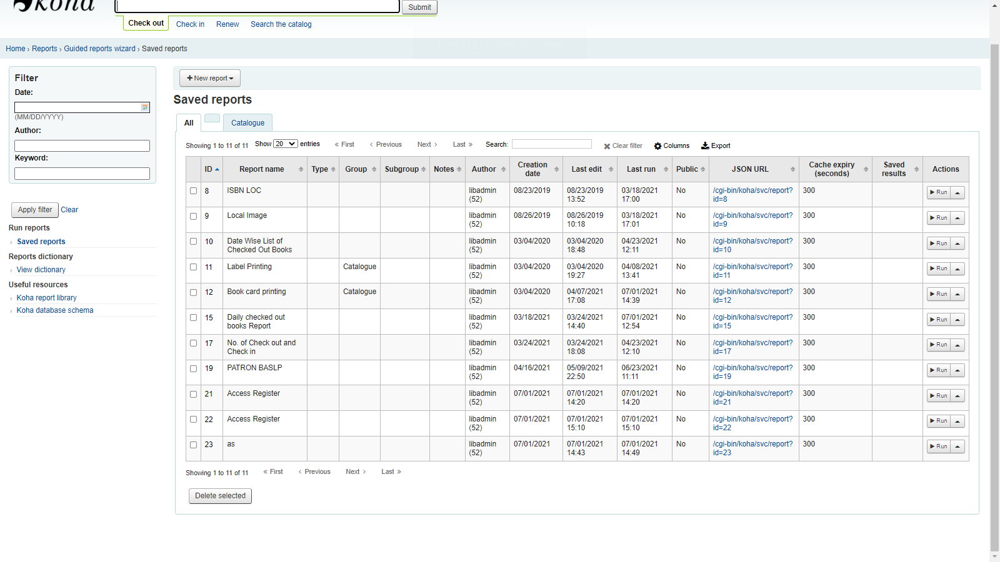 koha
Submit
Check out
Check in
Renew
Search the catalog
Home › Reports › Guided reports wizard › Saved reports
Filter
Date:
(MM/DD/YYYY)
Author:
Keyword:
Apply filter
Clear
Run reports
› Saved reports
Reports dictionary
› View dictionary
Useful resources
› Koha report library
› Koha database schema
+ New report
Saved reports
All
Catalogue
Showing 1 to 11 of 11 Show 20 entries « First ‹ Previous Next › Last » Search: Clear filter Columns Export
ID Report name Type Group Subgroup Notes Author Creation date Last edit Last run Public JSON URL Cache expiry (seconds) Saved results Actions
8 ISBN LOC libadmin (52) 08/23/2019 08/23/2019 13:52 03/18/2021 17:00 No /cgi-bin/koha/svc/report?id=8 300 Run
9 Local Image libadmin (52) 08/26/2019 08/26/2019 10:18 03/18/2021 17:01 No /cgi-bin/koha/svc/report?id=9 300 Run
10 Date Wise List of Checked Out Books libadmin (52) 03/04/2020 03/04/2020 18:48 04/23/2021 12:11 No /cgi-bin/koha/svc/report?id=10 300 Run
11 Label Printing Catalogue libadmin (52) 03/04/2020 03/04/2020 19:27 04/08/2021 13:41 No /cgi-bin/koha/svc/report?id=11 300 Run
12 Book card printing Catalogue libadmin (52) 03/04/2020 04/07/2021 17:08 07/01/2021 14:39 No /cgi-bin/koha/svc/report?id=12 300 Run
15 Daily checked out books Report libadmin (52) 03/18/2021 03/24/2021 14:40 07/01/2021 12:54 No /cgi-bin/koha/svc/report?id=15 300 Run
17 No. of Check out and Check in libadmin (52) 03/24/2021 03/24/2021 18:08 04/23/2021 12:10 No /cgi-bin/koha/svc/report?id=17 300 Run
19 PATRON BASLP libadmin (52) 04/16/2021 05/09/2021 22:50 06/23/2021 11:11 No /cgi-bin/koha/svc/report?id=19 300 Run
21 Access Register libadmin (52) 07/01/2021 07/01/2021 14:20 07/01/2021 14:20 No /cgi-bin/koha/svc/report?id=21 300 Run
22 Access Register libadmin (52) 07/01/2021 07/01/2021 15:10 07/01/2021 15:10 No /cgi-bin/koha/svc/report?id=22 300 Run
23 as libadmin (52) 07/01/2021 07/01/2021 14:43 07/01/2021 14:49 No /cgi-bin/koha/svc/report?id=23 300 Run
Showing 1 to 11 of 11 « First ‹ Previous Next › Last »
Delete selected